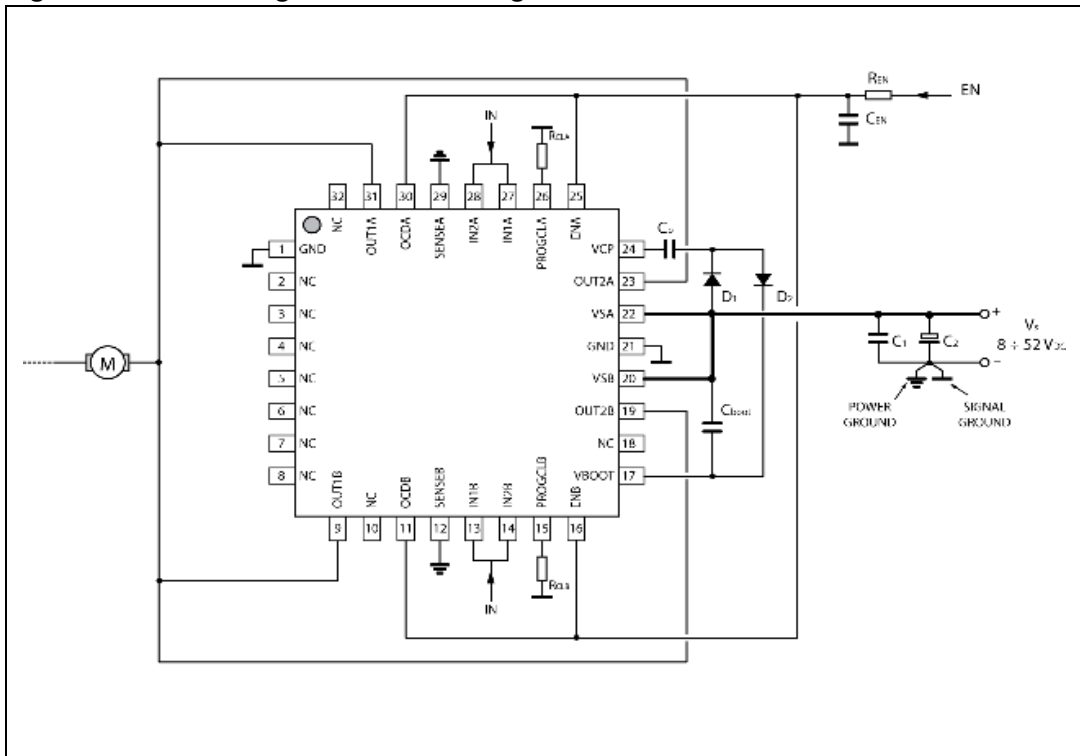 REN
EN
CEN
IN
RCLA
32
31
30
29
28
27
26
25
NC
OUT1A
OCDA
SENSEA
IN2A
IN1A
PROGCLA
ENA
1
GND
2
NC
3
NC
4
NC
5
NC
6
NC
7
NC
8
NC
VCP
24
OUT2A
23
VSA
22
GND
21
VSB
20
OUT2B
19
NC
18
VBOOT
17
D1
D2
C1
C2
+
Vs
8 ÷ 52 VDC
−
POWER
GROUND
SIGNAL
GROUND
Cboot
M
OUT1B
NC
OCDB
SENSEB
IN1B
IN2B
PROGCLB
ENB
9
10
11
12
13
14
15
16
RCLB
IN